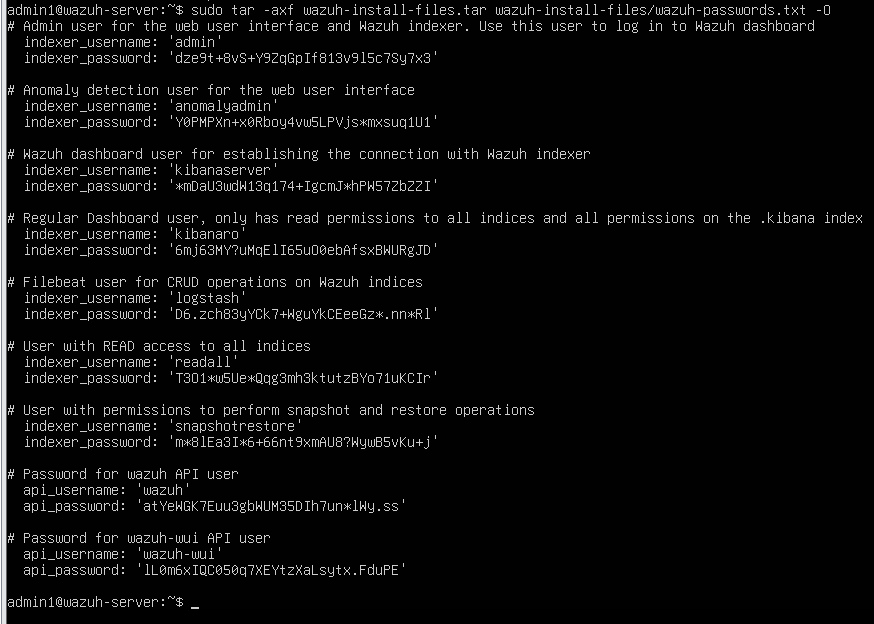 admin1@wazuh-server:~$ sudo tar -axf wazuh-install-files.tar wazuh-install-files/wazuh-passwords.txt -O
# Admin user for the web user interface and Wazuh indexer. Use this user to log in to Wazuh dashboard
  indexer_username: 'admin'
  indexer_password: 'dze9t+8vS+Y9ZqGpIf813v9l5c7Sy7x3'

# Anomaly detection user for the web user interface
  indexer_username: 'anomalyadmin'
  indexer_password: 'Y0PMPXn+x0Rboy4vw5LPVjs*mxsuq1U1'

# Wazuh dashboard user for establishing the connection with Wazuh indexer
  indexer_username: 'kibanaserver'
  indexer_password: '*mDaU3wdW13q174+IgcmJ*hPW57ZbZZI'

# Regular Dashboard user, only has read permissions to all indices and all permissions on the .kibana index
  indexer_username: 'kibanaro'
  indexer_password: '6mj63MY?uMqElI65uO0ebAfsxBWURgJD'

# Filebeat user for CRUD operations on Wazuh indices
  indexer_username: 'logstash'
  indexer_password: 'D6.zch83yYCk7+WguYkCEeeGz*.nn*Rl'

# User with READ access to all indices
  indexer_username: 'readall'
  indexer_password: 'T3O1*w5Ue*Qqg3mh3ktutzBYo71uKCIr'

# User with permissions to perform snapshot and restore operations
  indexer_username: 'snapshotrestore'
  indexer_password: 'm*8lEa3I*6+66nt9xmAU8?WywB5vKu+j'

# Password for wazuh API user
  api_username: 'wazuh'
  api_password: 'atYeWGK7Euu3gbWUM35DIh7un*lWy.ss'

# Password for wazuh-wui API user
  api_username: 'wazuh-wui'
  api_password: 'lL0m6xIQC050q7XEYtzXaLsytx.FduPE'

admin1@wazuh-server:~$ _